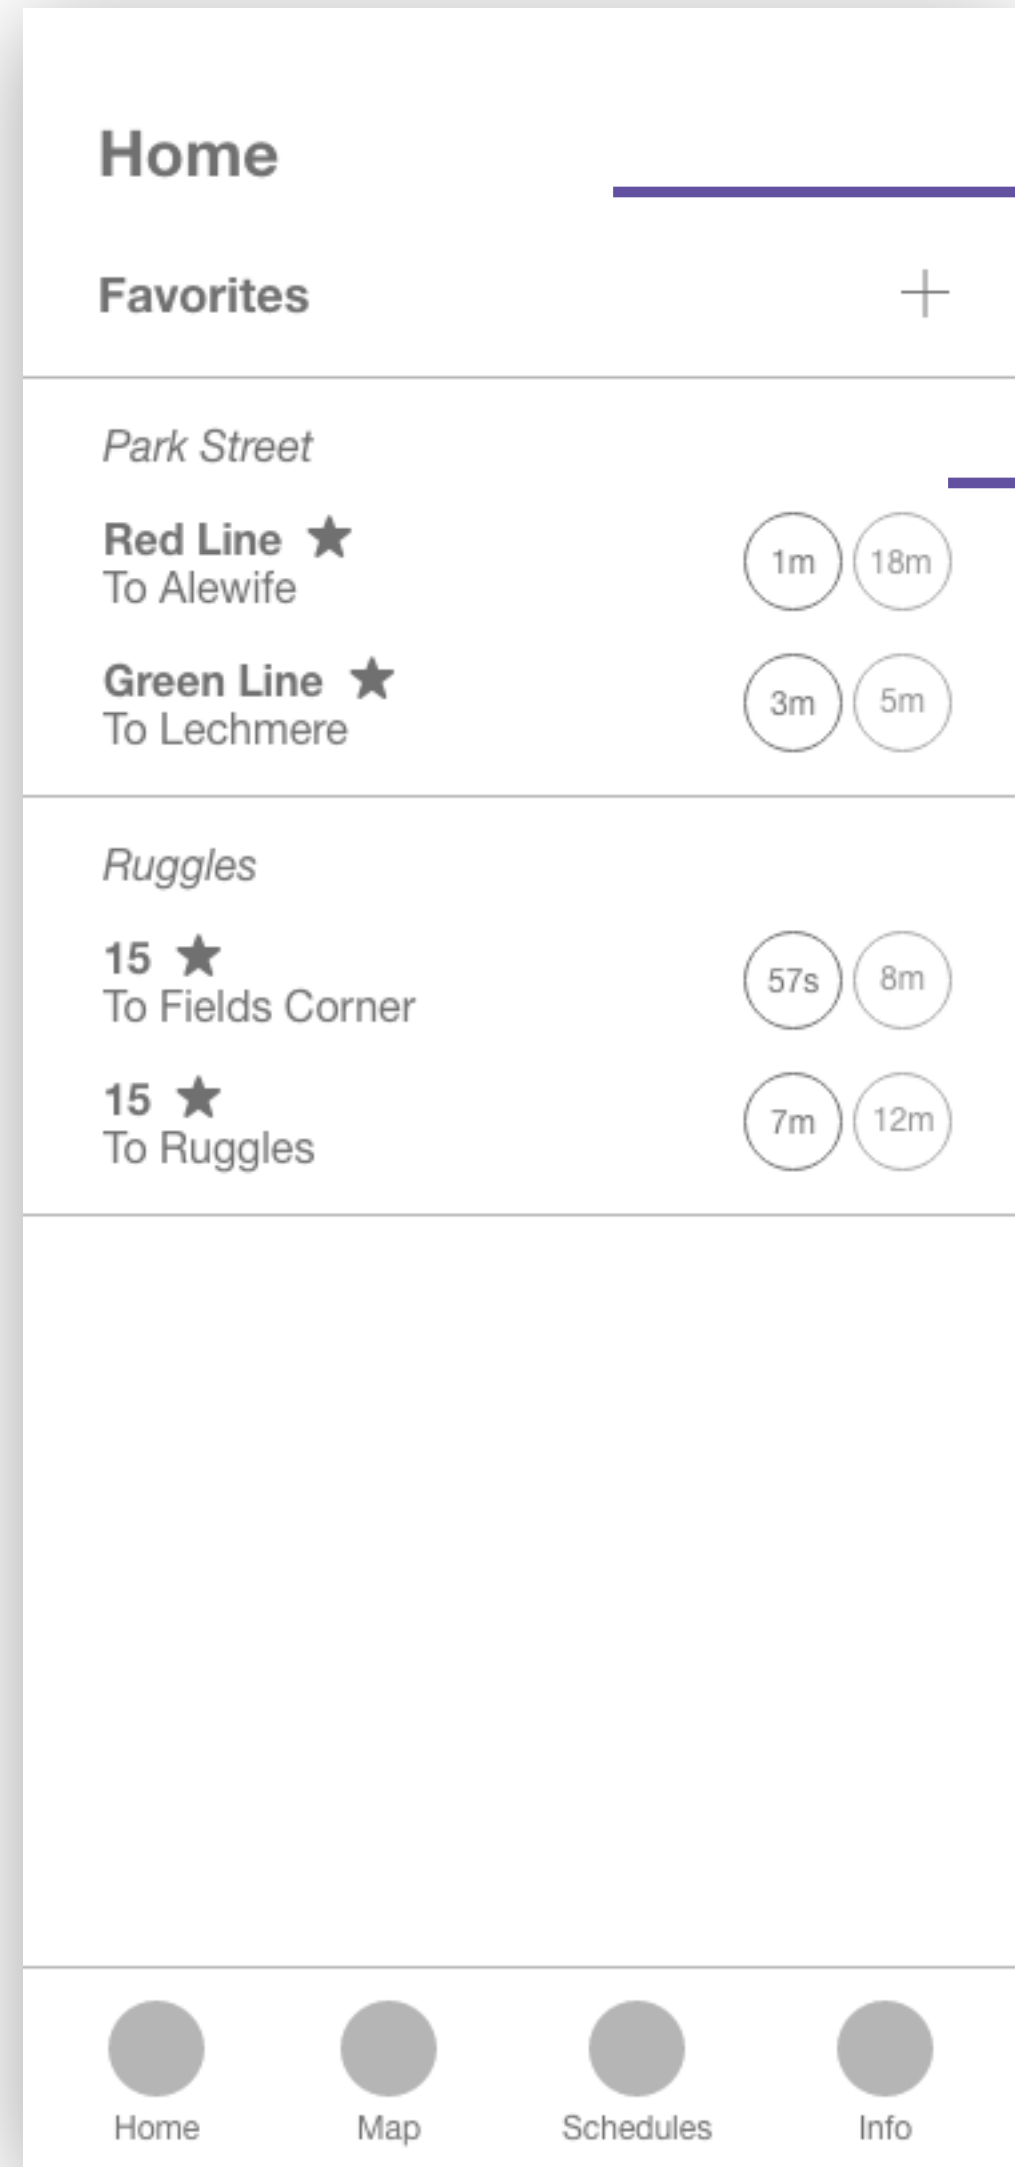 Home
Favorites
Park Street
Red Line
To Alewife
1m 18m
Green Line
To Lechmere
3m 5m
Ruggles
15
To Fields Corner
57s 8m
15
To Ruggles
7m 12m
Home Map Schedules Info